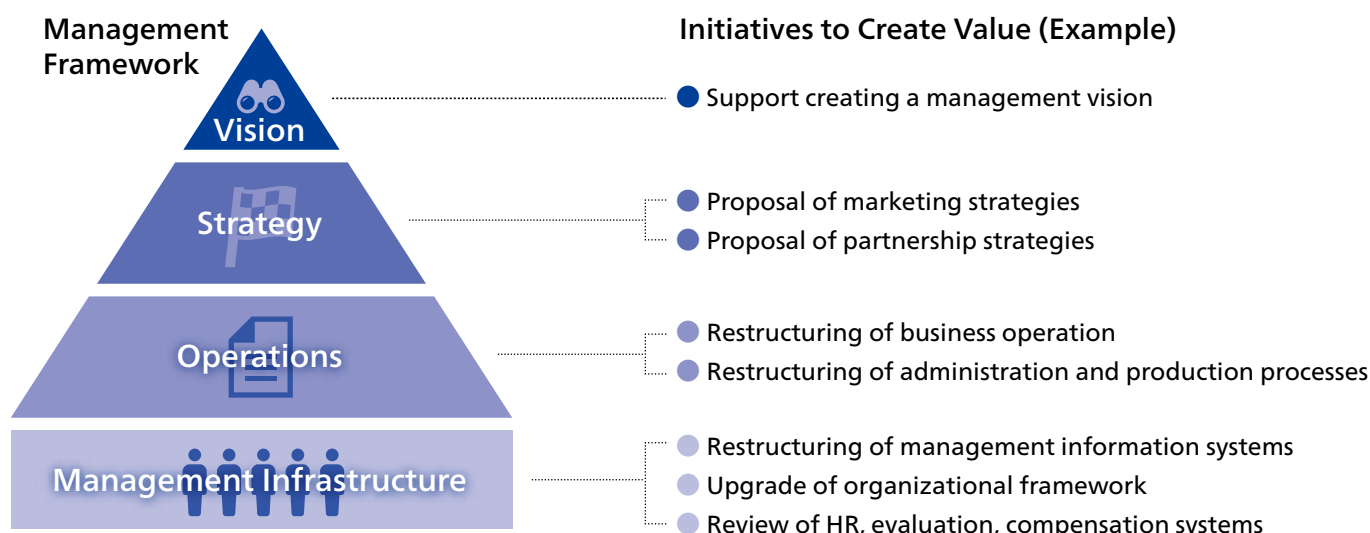 Management
Framework
Initiatives to Create Value (Example)
Vision
Support creating a management vision
Strategy
Proposal of marketing strategies
Proposal of partnership strategies
Operations
Restructuring of business operation
Restructuring of administration and production processes
Management Infrastructure
Restructuring of management information systems
Upgrade of organizational framework
Review of HR, evaluation, compensation systems